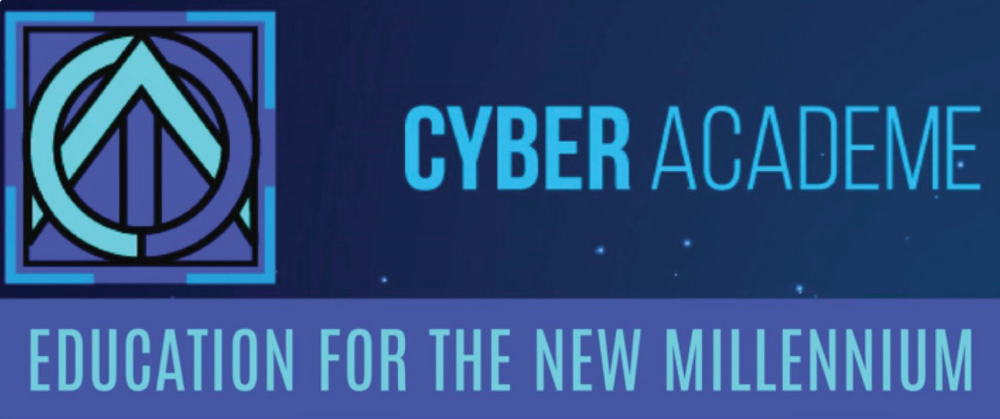 CYBER ACADEME
EDUCATION FOR THE NEW MILLENNIUM